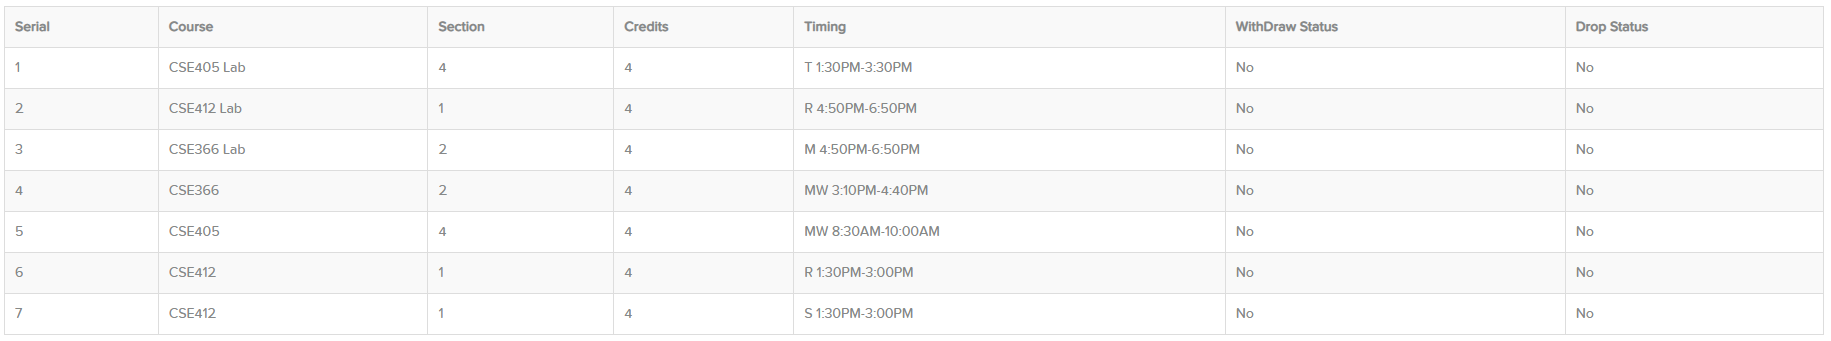 Serial Course Section Credits Timing WithDraw Status Drop Status
1 CSE405 Lab 4 4 T 1:30PM-3:30PM No No
2 CSE412 Lab 1 4 R 4:50PM-6:50PM No No
3 CSE366 Lab 2 4 M 4:50PM-6:50PM No No
4 CSE366 2 4 MW 3:10PM-4:40PM No No
5 CSE405 4 4 MW 8:30AM-10:00AM No No
6 CSE412 1 4 R 1:30PM-3:00PM No No
7 CSE412 1 4 S 1:30PM-3:00PM No No